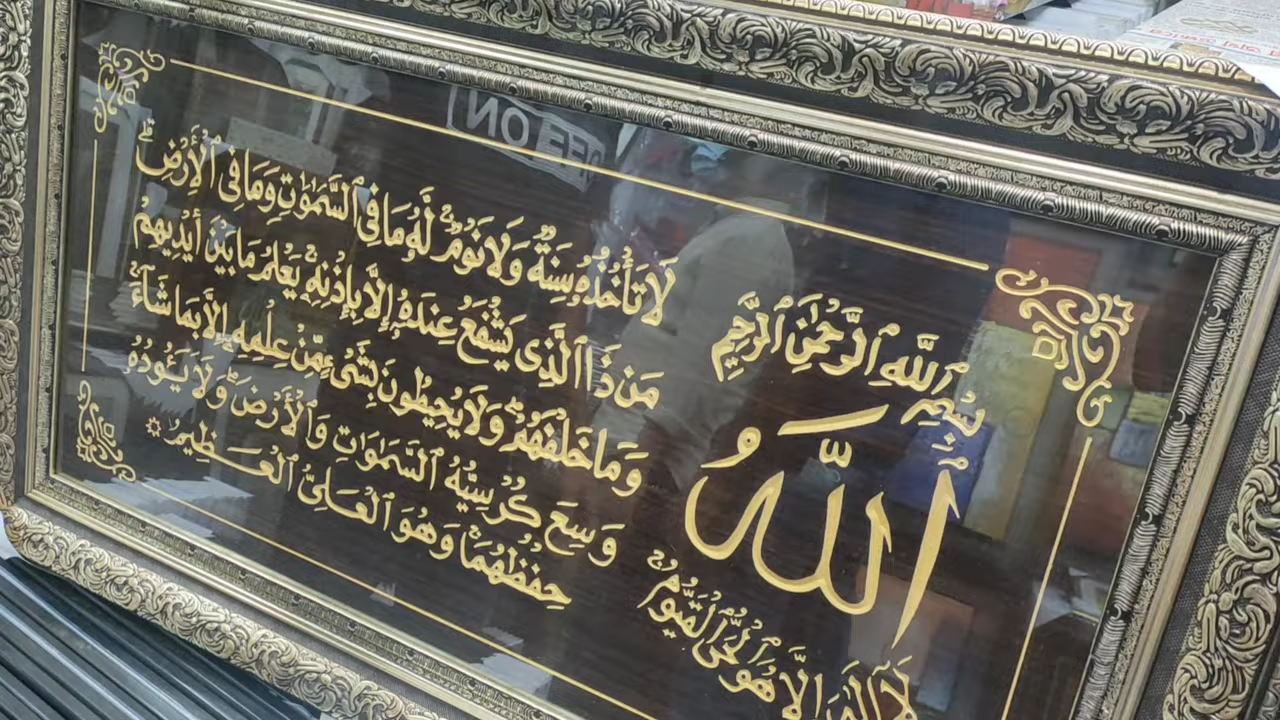 بِسْمِ ٱللَّهِ ٱلرَّحْمَٰنِ ٱلرَّحِيمِ
ٱللَّهُ
لَآ إِلَٰهَ إِلَّا هُوَ ٱلْحَىُّ ٱلْقَيُّومُ ۚ
لَا تَأْخُذُهُۥ سِنَةٌ وَلَا نَوْمٌ ۚ لَّهُۥ مَا فِى ٱلسَّمَٰوَٰتِ وَمَا فِى ٱلْأَرْضِ ۗ
مَن ذَا ٱلَّذِى يَشْفَعُ عِندَهُۥٓ إِلَّا بِإِذْنِهِۦ ۚ يَعْلَمُ مَا بَيْنَ أَيْدِيهِمْ
وَمَا خَلْفَهُمْ ۖ وَلَا يُحِيطُونَ بِشَىْءٍ مِّنْ عِلْمِهِۦٓ إِلَّا بِمَا شَآءَ ۚ
وَسِعَ كُرْسِيُّهُ ٱلسَّمَٰوَاتِ وَٱلْأَرْضَ ۖ وَلَا يَـُٔودُهُۥ
حِفْظُهُمَا ۚ وَهُوَ ٱلْعَلِىُّ ٱلْعَظِيمُ